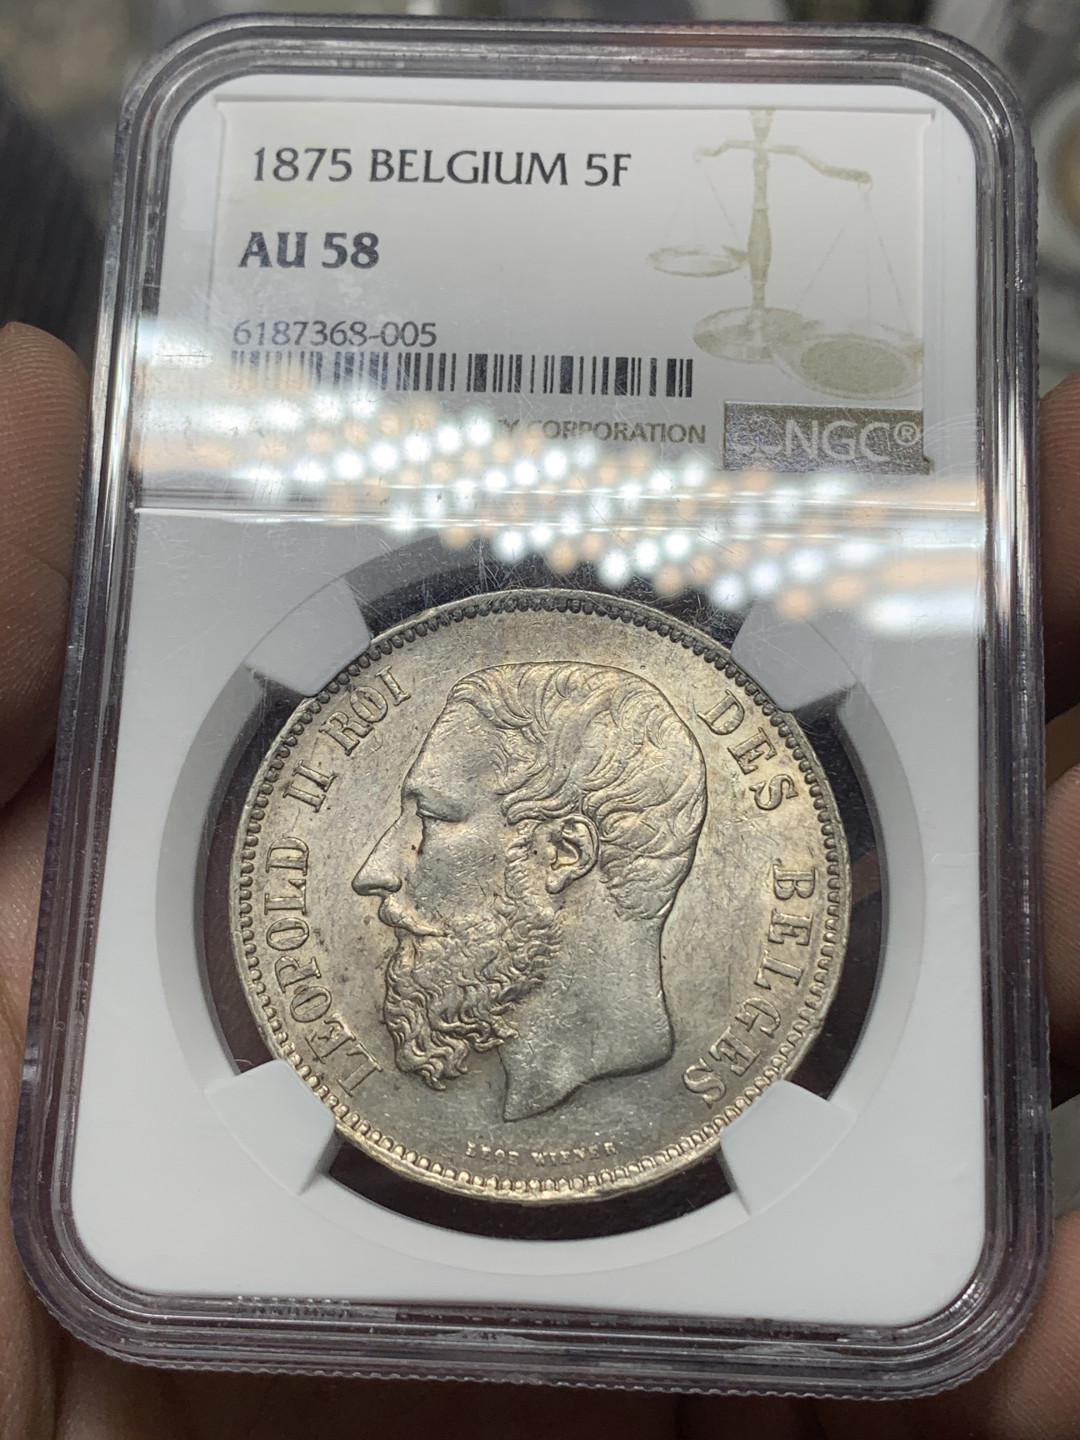 1875 BELGIUM 5F
AU 58
6187368-005
CORPORATION
NGC®
LEOPOLD II ROI DES BELGES
LEOP WIENER